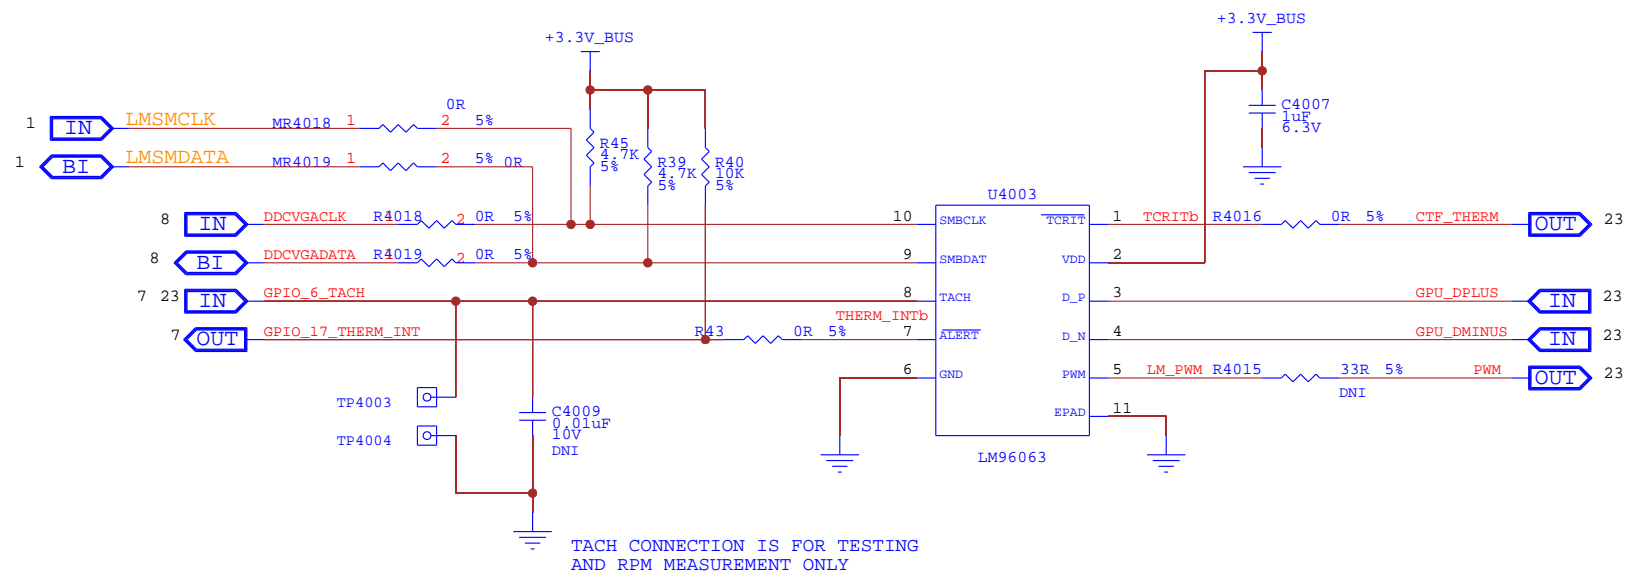 +3.3V_BUS
+3.3V_BUS
0R
C4007
1uF
6.3V
1 IN LMSMCLK MR4018 1 2 5%
1 BI LMSMDATA MR4019 1 2 5% 0R
R45
4.7K
5%
R39
4.7K
5%
R40
10K
5%
U4003
8 IN DDCVGACLK R4018 1 2 0R 5% 10 SMBCLK TCRIT 1 TCRITb R4016 0R 5% CTF_THERM OUT 23
8 BI DDCVGADATA R4019 1 2 0R 5% 9 SMBDAT VDD 2
7 23 IN GPIO_6_TACH 8 TACH D_P 3 GPU_DPLUS IN 23
THERM_INTb
7 OUT GPIO_17_THERM_INT R43 0R 5% 7 ALERT D_N 4 GPU_DMINUS IN 23
6 GND PWM 5 LM_PWM R4015 33R 5% PWM OUT 23
DNI
TP4003
EPAD 11
C4009
0.01uF
10V
DNI
TP4004
LM96063
TACH CONNECTION IS FOR TESTING
AND RPM MEASUREMENT ONLY